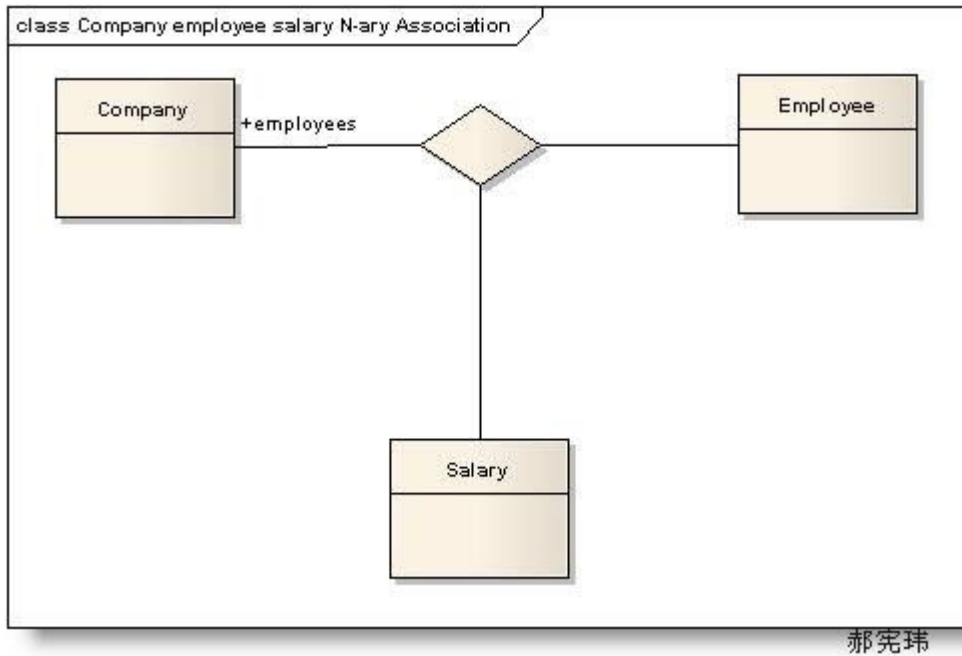 class Company employee salary N-ary Association
Company
+employees
Employee
Salary
郝宪玮